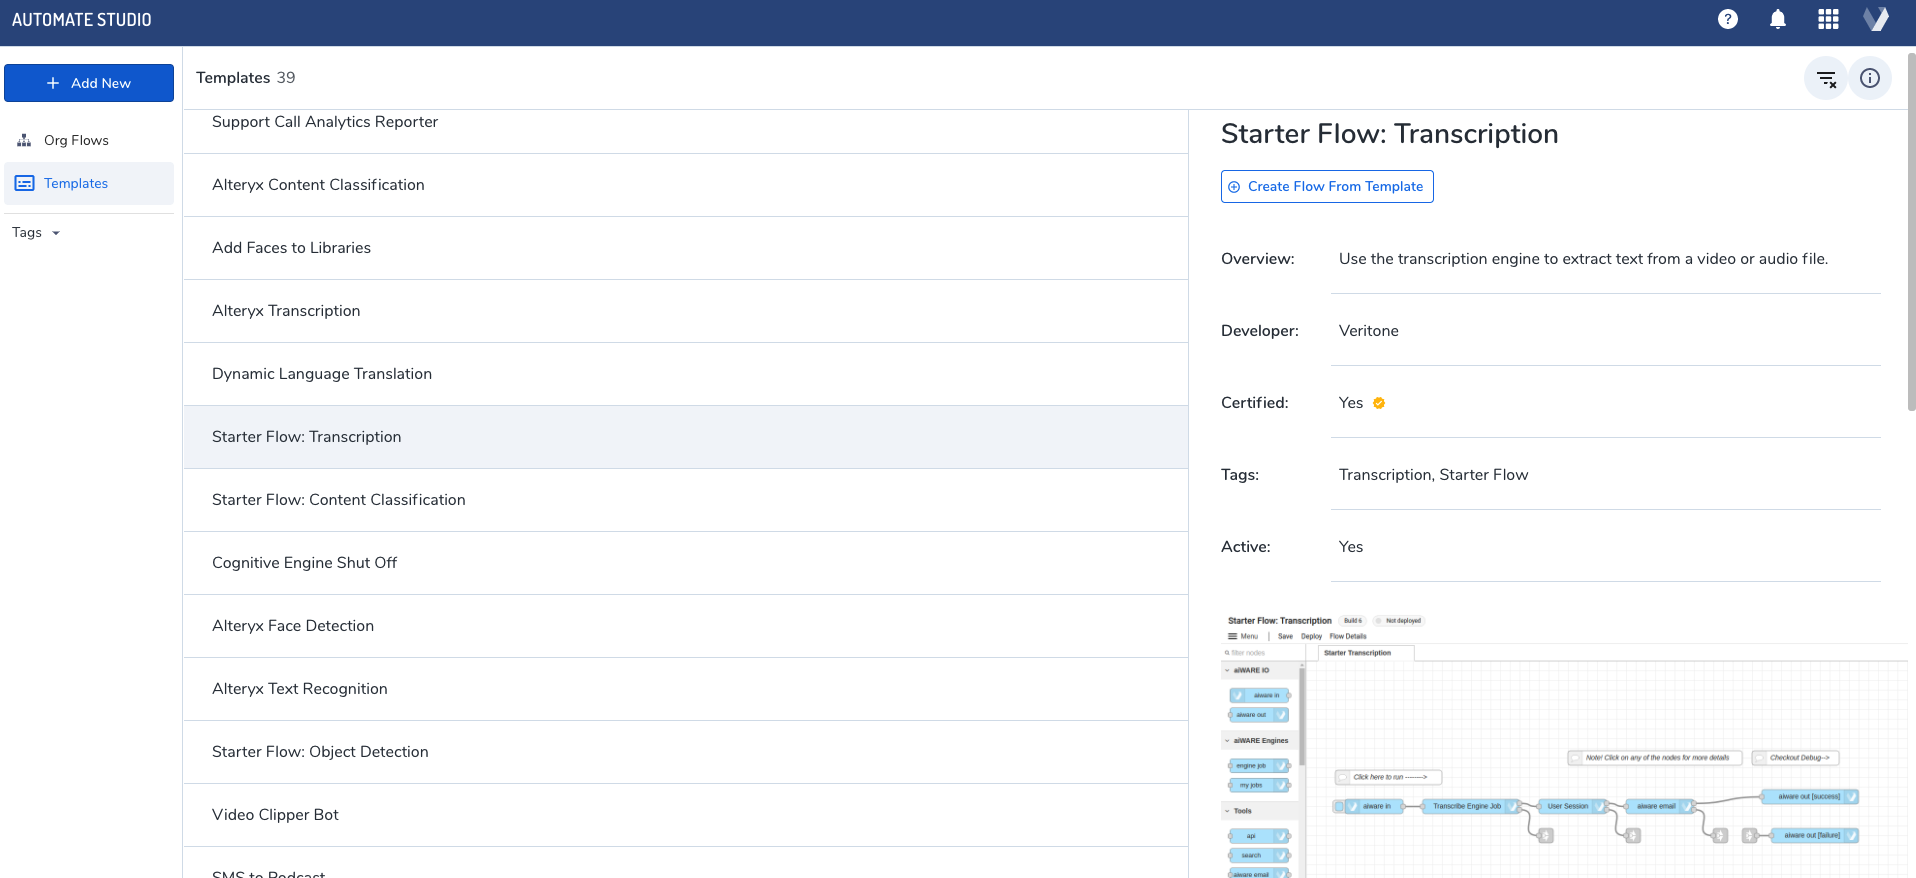 AUTOMATE STUDIO
?
Add New
Org Flows
Templates
Tags
Templates 39
Support Call Analytics Reporter
Alteryx Content Classification
Add Faces to Libraries
Alteryx Transcription
Dynamic Language Translation
Starter Flow: Transcription
Starter Flow: Content Classification
Cognitive Engine Shut Off
Alteryx Face Detection
Alteryx Text Recognition
Starter Flow: Object Detection
Video Clipper Bot
SMS to Podcast
Starter Flow: Transcription
Create Flow From Template
Overview: Use the transcription engine to extract text from a video or audio file.
Developer: Veritone
Certified: Yes
Tags: Transcription, Starter Flow
Active: Yes
Starter Flow: Transcription Build 6 Not deployed
Menu | Save Deploy Flow Details
filter nodes
Starter Transcription
aiWARE IO
aiware in
aiware out
aiWARE Engines
engine job
my jobs
Tools
api
search
aiware email
Note! Click on any of the nodes for more details
Checkout Debug-->
Click here to run -------->
aiware in
Transcribe Engine Job
User Session
aiware email
aiware out [success]
aiware out [failure]